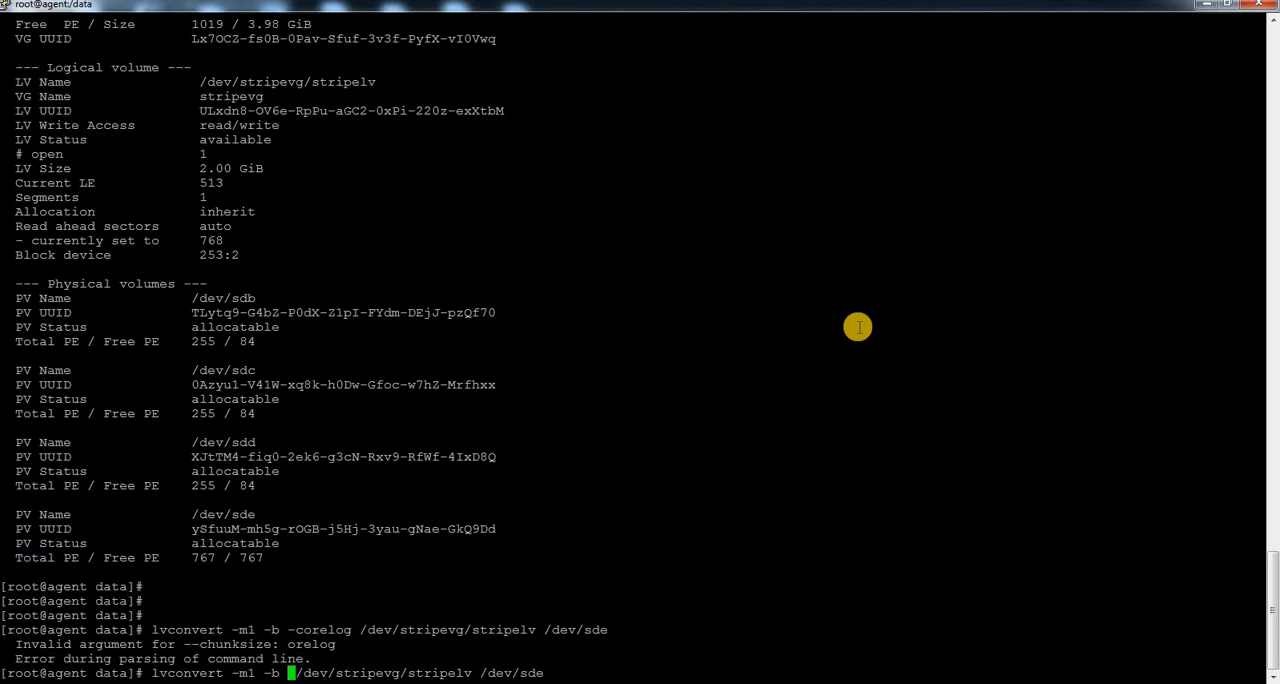 root@agent:/data
Free  PE / Size       1019 / 3.98 GiB
VG UUID               Lx7OCZ-fs0B-0Pav-Sfuf-3v3f-PyfX-vI0Vwq
--- Logical volume ---
LV Name                /dev/stripevg/stripelv
VG Name                stripevg
LV UUID                ULxdn8-OV6e-RpPu-aGC2-0xPi-220z-exXtbM
LV Write Access        read/write
LV Status              available
# open                 1
LV Size                2.00 GiB
Current LE             513
Segments               1
Allocation             inherit
Read ahead sectors     auto
- currently set to     768
Block device           253:2
--- Physical volumes ---
PV Name               /dev/sdb
PV UUID               TLytq9-G4bZ-P0dX-Z1pI-FYdm-DEjJ-pzQf70
PV Status             allocatable
Total PE / Free PE    255 / 84
PV Name               /dev/sdc
PV UUID               0Azyu1-V41W-xq8k-h0Dw-Gfoc-w7hZ-Mrfhxx
PV Status             allocatable
Total PE / Free PE    255 / 84
PV Name               /dev/sdd
PV UUID               XJtTM4-fiq0-2ek6-g3cN-Rxv9-RfWf-4IxD8Q
PV Status             allocatable
Total PE / Free PE    255 / 84
PV Name               /dev/sde
PV UUID               ySfuuM-mh5g-rOGB-j5Hj-3yau-gNae-GkQ9Dd
PV Status             allocatable
Total PE / Free PE    767 / 767
[root@agent data]#
[root@agent data]#
[root@agent data]#
[root@agent data]# lvconvert -m1 -b -corelog /dev/stripevg/stripelv /dev/sde
Invalid argument for --chunksize: orelog
Error during parsing of command line.
[root@agent data]# lvconvert -m1 -b /dev/stripevg/stripelv /dev/sde